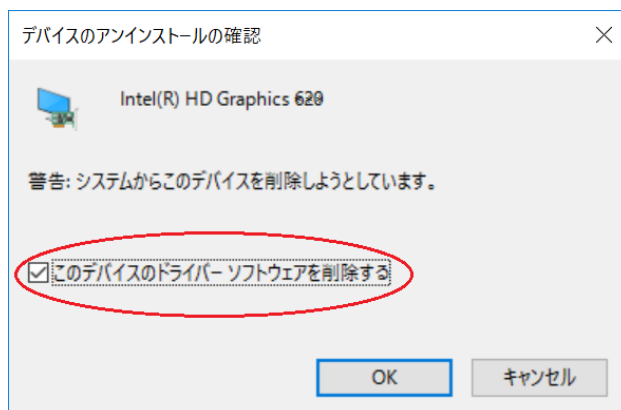 デバイスのアンインストールの確認
Intel(R) HD Graphics 620
警告: システムからこのデバイスを削除しようとしています。
このデバイスのドライバー ソフトウェアを削除する
OK キャンセル